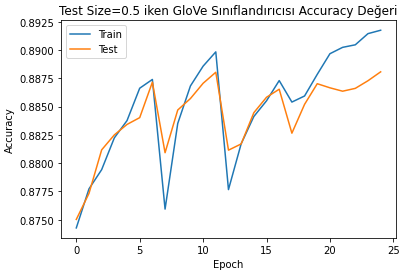 Test Size=0.5 iken GloVe Sınıflandırıcısı Accuracy Değeri
Train
Test
0.8925
0.8900
0.8875
0.8850
0.8825
0.8800
0.8775
0.8750
Accuracy
0 5 10 15 20 25
Epoch